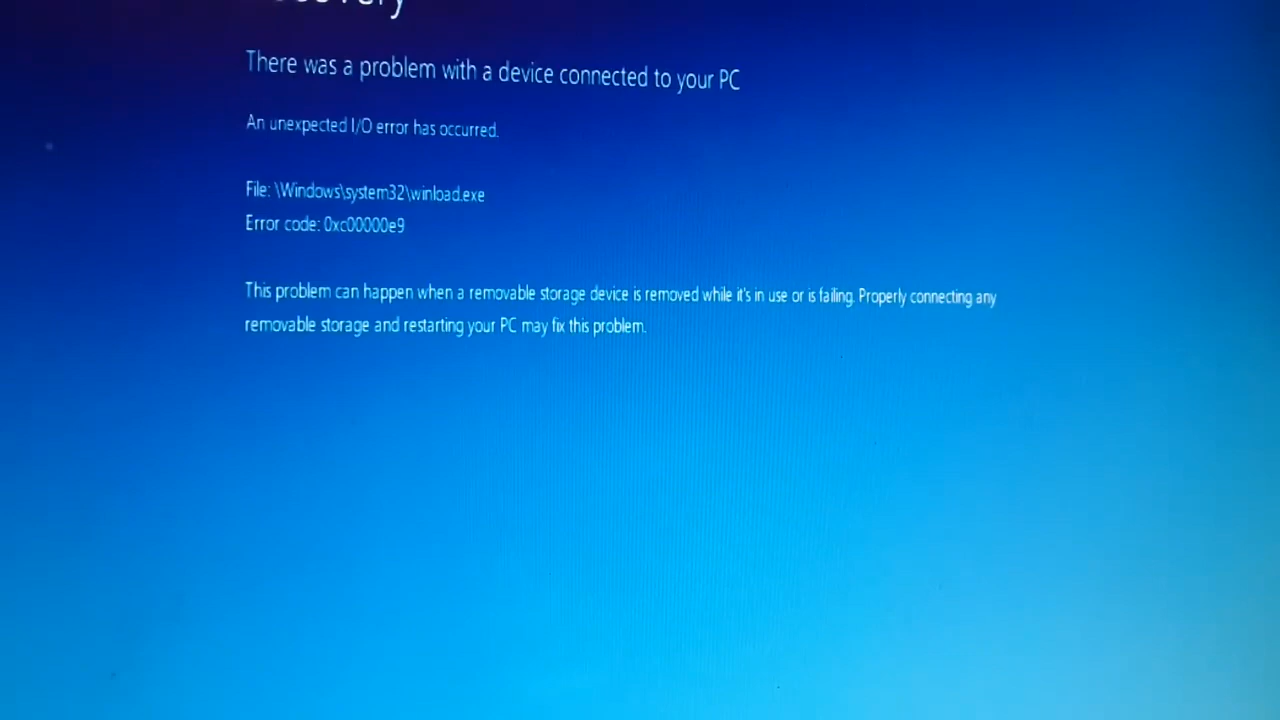 There was a problem with a device connected to your PC
An unexpected I/O error has occurred.
File: \Windows\system32\winload.exe
Error code: 0xc00000e9
This problem can happen when a removable storage device is removed while it's in use or is failing. Properly connecting any
removable storage and restarting your PC may fix this problem.